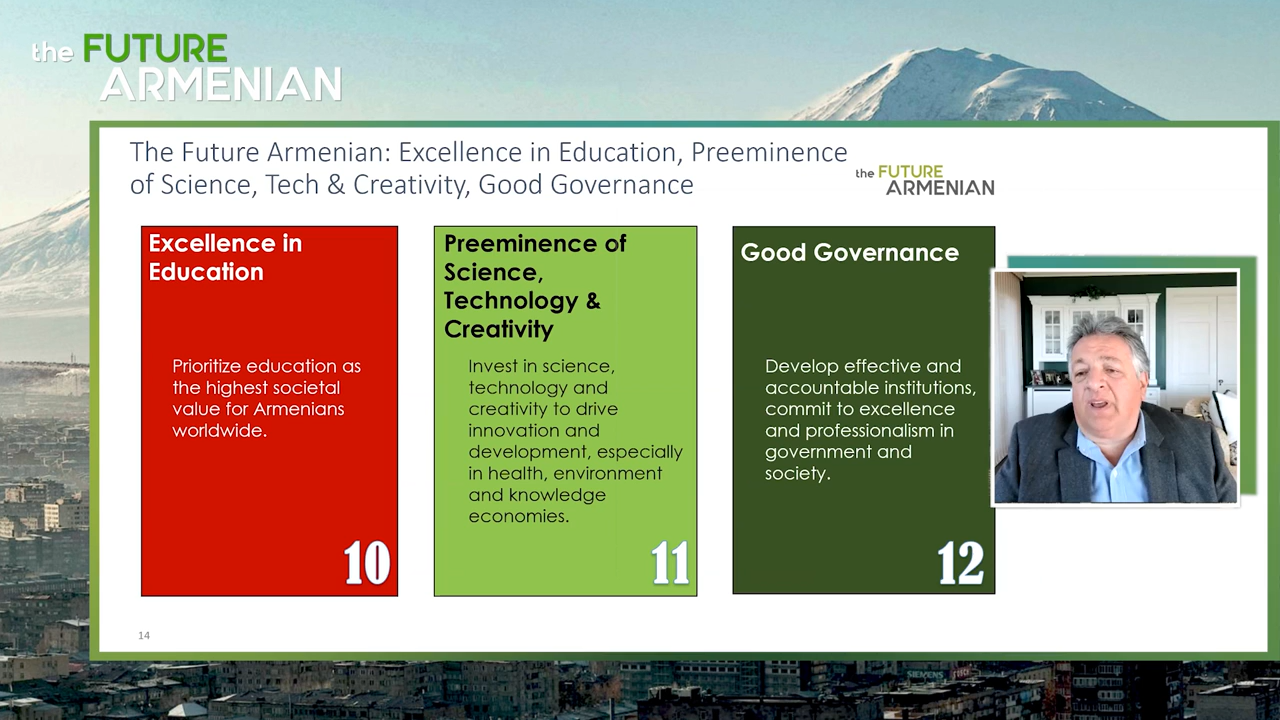 the FUTURE
ARMENIAN
The Future Armenian: Excellence in Education, Preeminence
of Science, Tech & Creativity, Good Governance
the FUTURE
ARMENIAN
Excellence in
Education
Prioritize education as
the highest societal
value for Armenians
worldwide.
10
Preeminence of
Science,
Technology &
Creativity
Invest in science,
technology and
creativity to drive
innovation and
development, especially
in health, environment
and knowledge
economies.
11
Good Governance
Develop effective and
accountable institutions,
commit to excellence
and professionalism in
government and
society.
12
14
SIEMENS